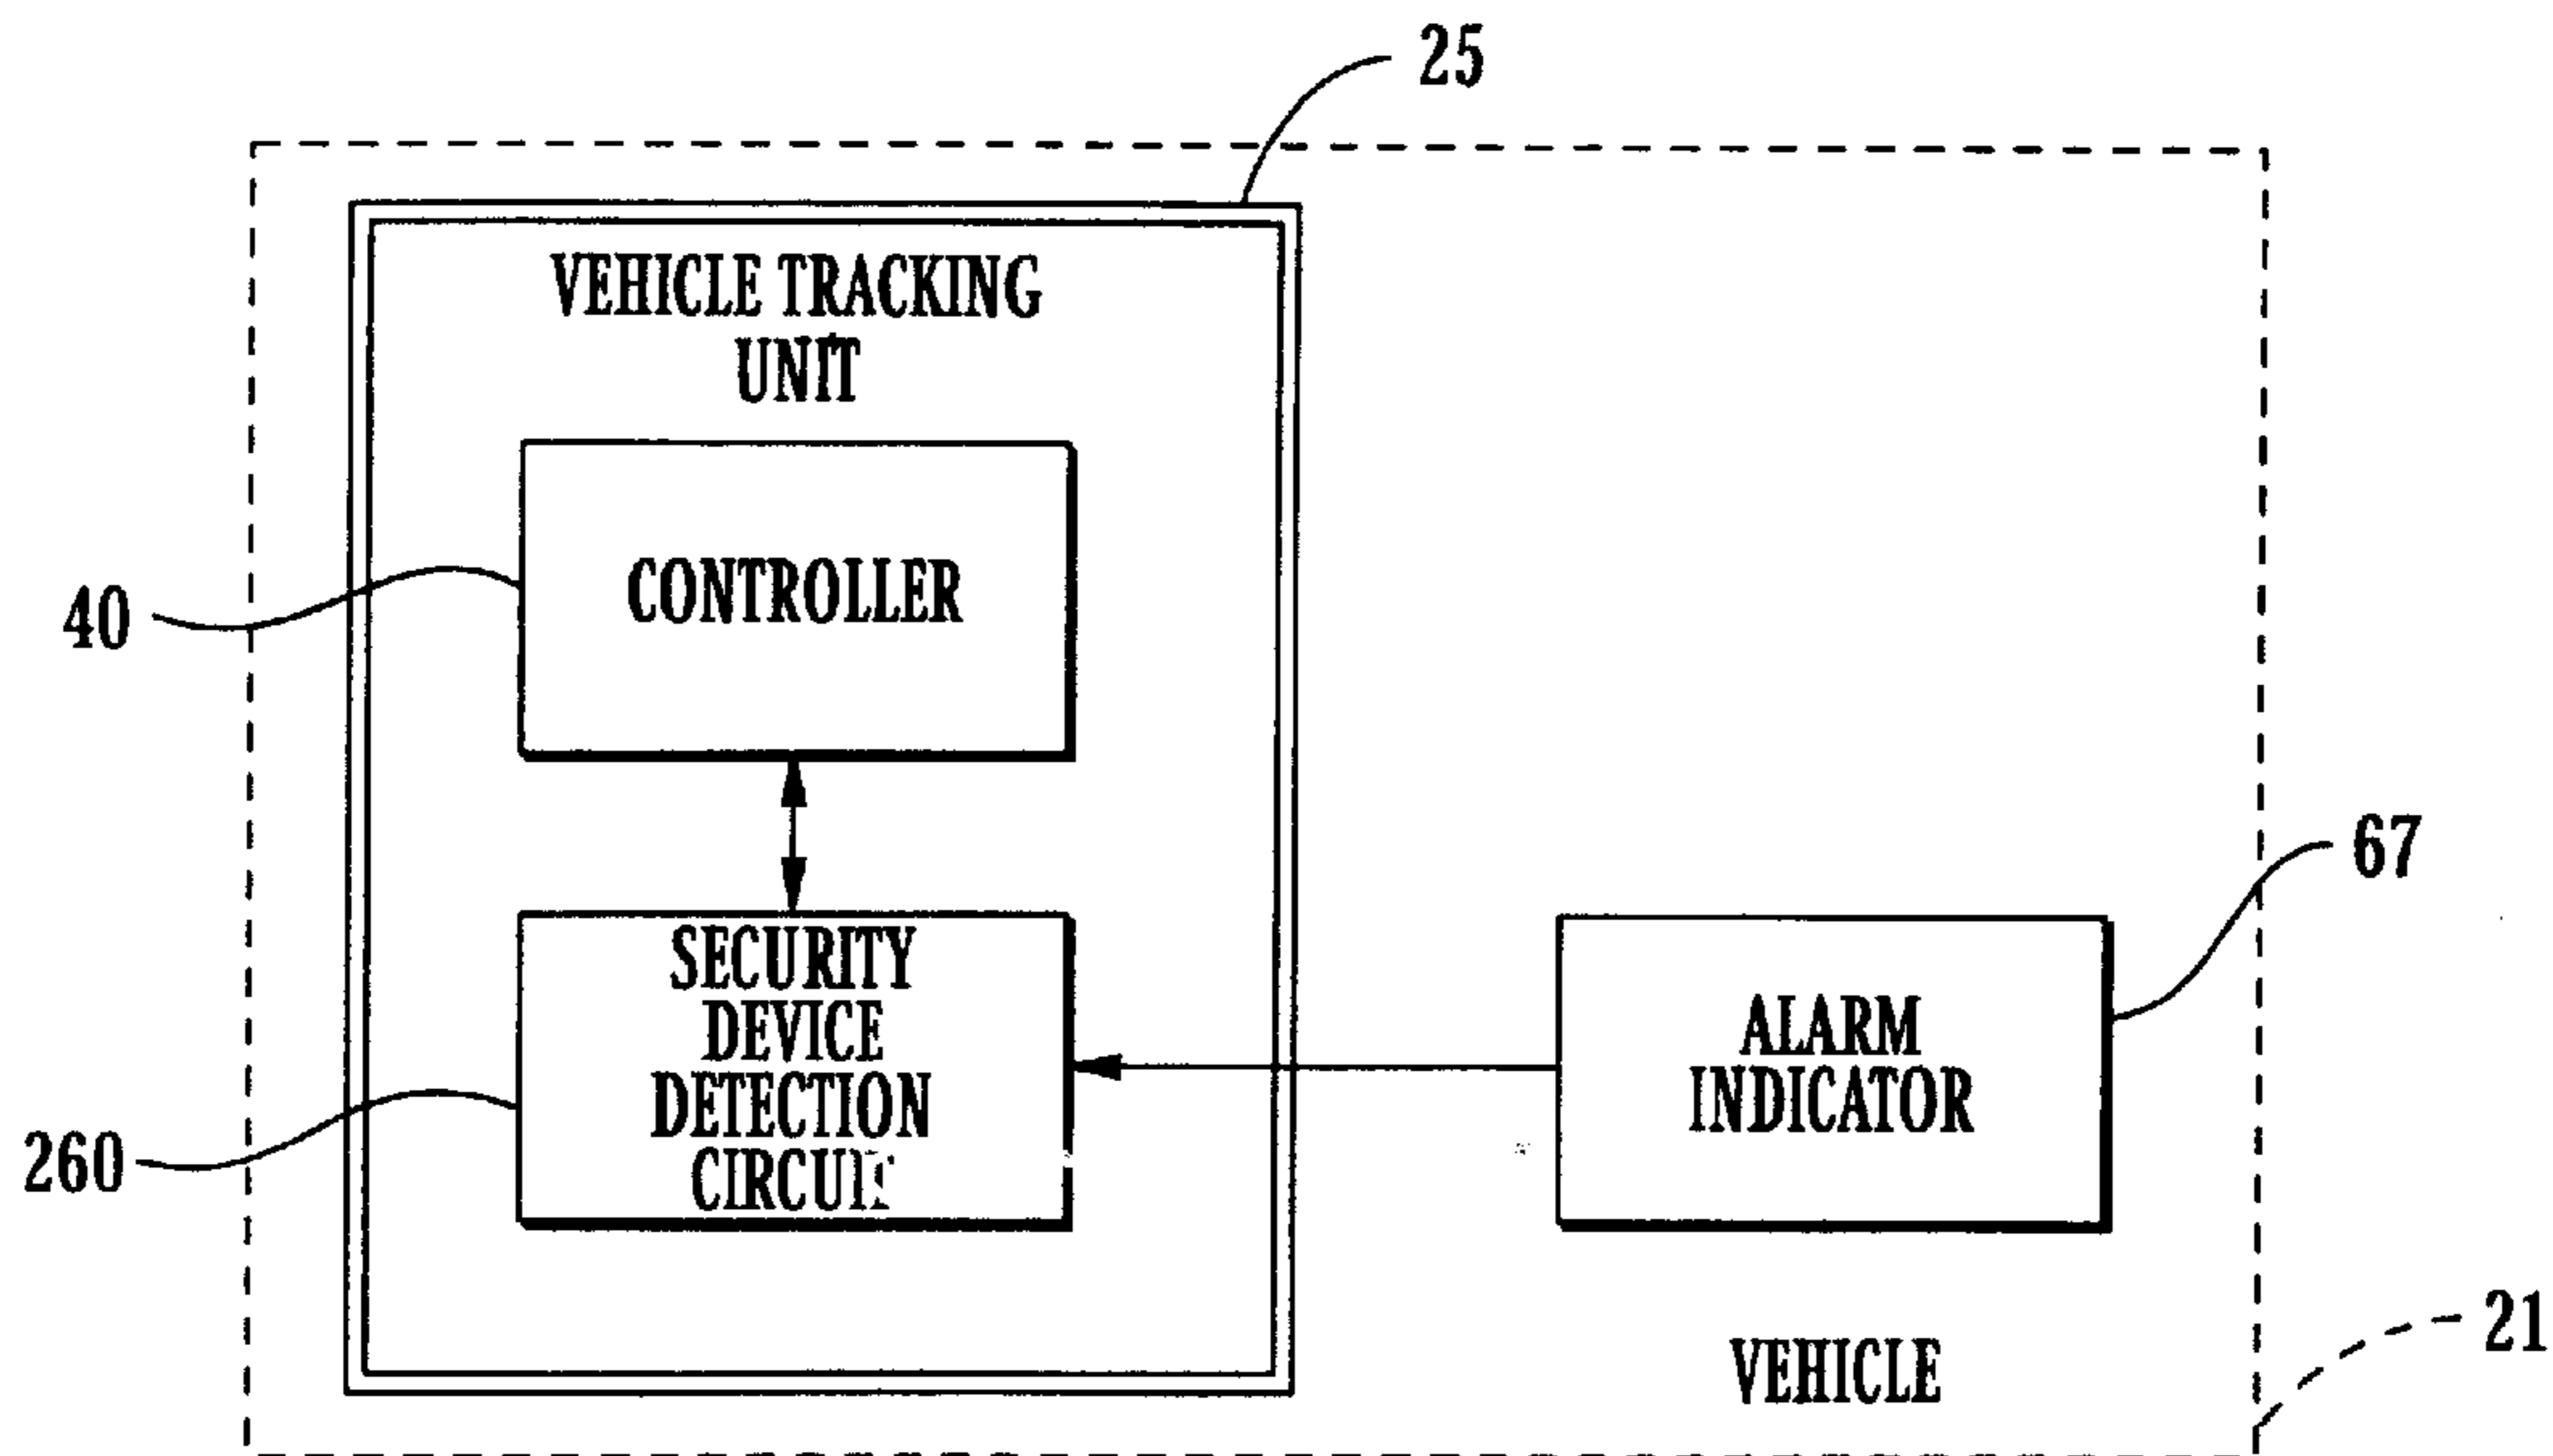 25
VEHICLE TRACKING
UNIT
CONTROLLER
40
SECURITY
DEVICE
DETECTION
CIRCUIT
260
67
ALARM
INDICATOR
VEHICLE
21